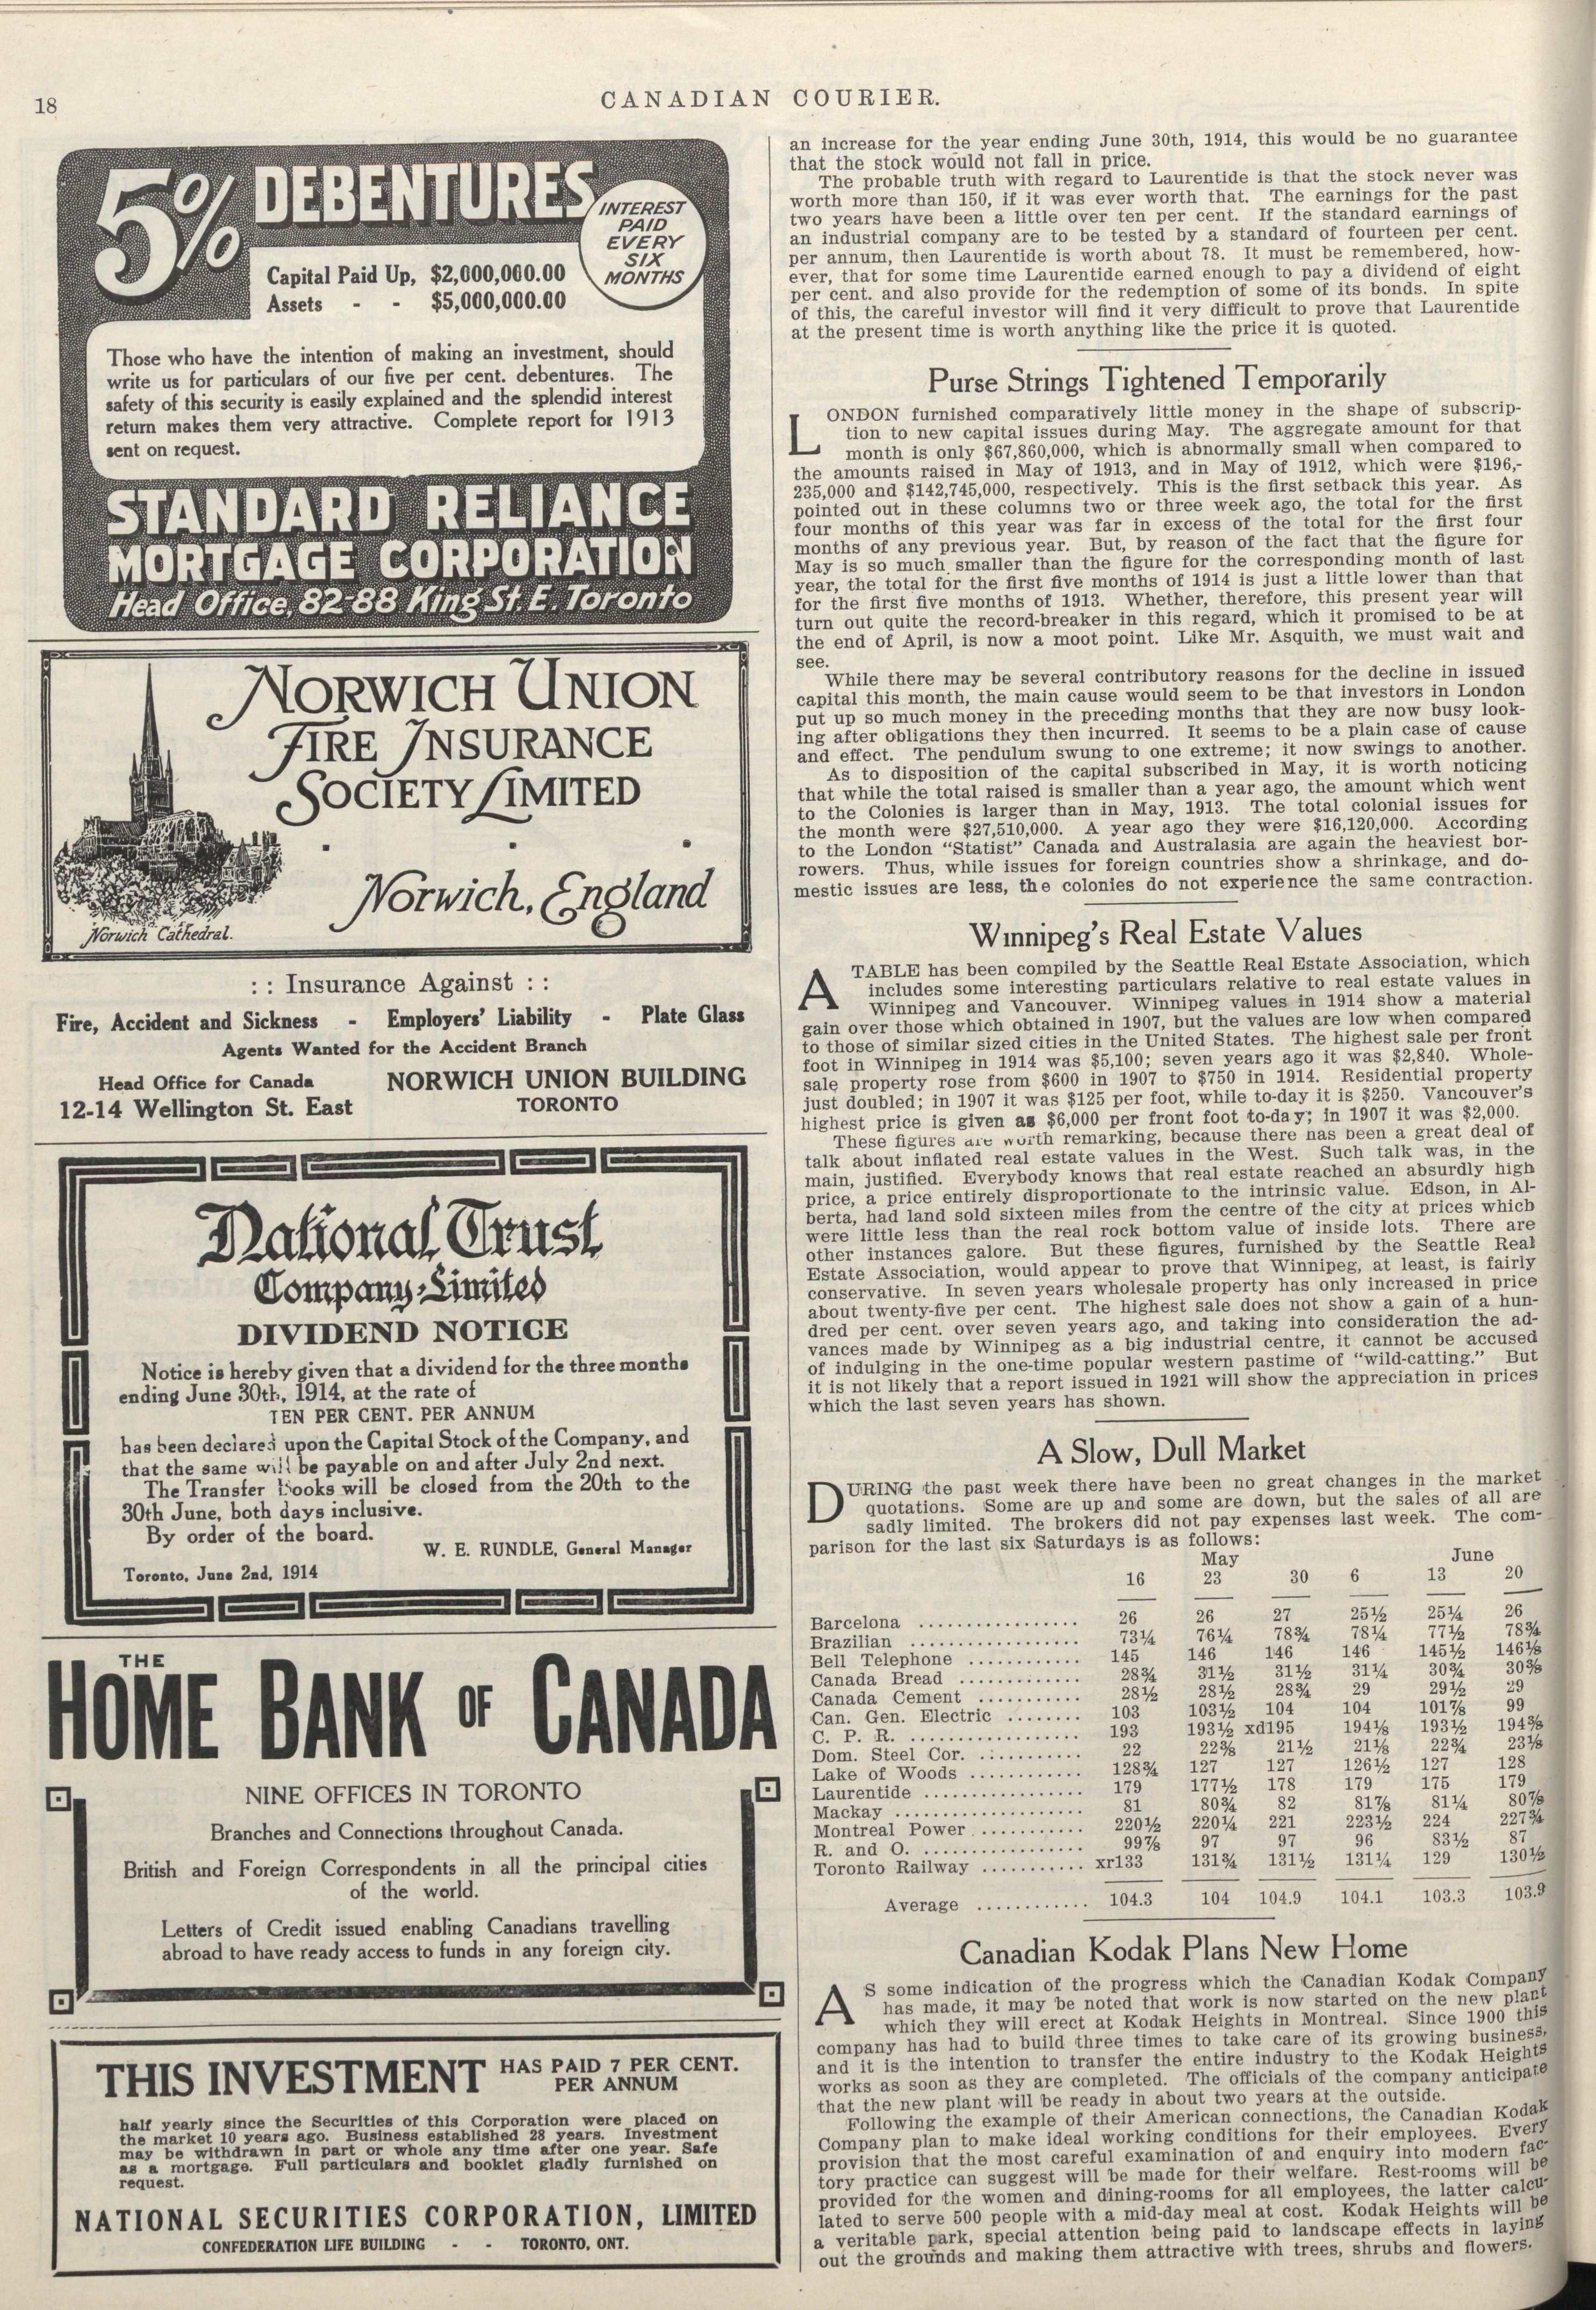 18
CANADIAN COURIER.
5% DEBENTURES
INTEREST
PAID
EVERY
SIX
MONTHS
Capital Paid Up, $2,000,000.00
Assets - - $5,000,000.00
Those who have the intention of making an investment, should
write us for particulars of our five per cent. debentures. The
safety of this security is easily explained and the splendid interest
return makes them very attractive. Complete report for 1913
sent on request.
STANDARD RELIANCE
MORTGAGE CORPORATION
Head Office, 82-88 King St. E. Toronto
NORWICH UNION
FIRE INSURANCE
SOCIETY LIMITED
Norwich, England
Norwich Cathedral.
: : Insurance Against : :
Fire, Accident and Sickness - Employers' Liability - Plate Glass
Agents Wanted for the Accident Branch
Head Office for Canada
12-14 Wellington St. East
NORWICH UNION BUILDING
TORONTO
National Trust
Company Limited
DIVIDEND NOTICE
Notice is hereby given that a dividend for the three months
ending June 30th, 1914, at the rate of
TEN PER CENT. PER ANNUM
has been declared upon the Capital Stock of the Company, and
that the same will be payable on and after July 2nd next.
The Transfer Books will be closed from the 20th to the
30th June, both days inclusive.
By order of the board.
W. E. RUNDLE, General Manager
Toronto, June 2nd, 1914
THE
HOME BANK OF CANADA
NINE OFFICES IN TORONTO
Branches and Connections throughout Canada.
British and Foreign Correspondents in all the principal cities
of the world.
Letters of Credit issued enabling Canadians travelling
abroad to have ready access to funds in any foreign city.
THIS INVESTMENT HAS PAID 7 PER CENT.
PER ANNUM
half yearly since the Securities of this Corporation were placed on
the market 10 years ago. Business established 28 years. Investment
may be withdrawn in part or whole any time after one year. Safe
as a mortgage. Full particulars and booklet gladly furnished on
request.
NATIONAL SECURITIES CORPORATION, LIMITED
CONFEDERATION LIFE BUILDING - - TORONTO, ONT.
an increase for the year ending June 30th, 1914, this would be no guarantee
that the stock would not fall in price.
The probable truth with regard to Laurentide is that the stock never was
worth more than 150, if it was ever worth that. The earnings for the past
two years have been a little over ten per cent. If the standard earnings of
an industrial company are to be tested by a standard of fourteen per cent.
per annum, then Laurentide is worth about 78. It must be remembered, how-
ever, that for some time Laurentide earned enough to pay a dividend of eight
per cent. and also provide for the redemption of some of its bonds. In spite
of this, the careful investor will find it very difficult to prove that Laurentide
at the present time is worth anything like the price it is quoted.
Purse Strings Tightened Temporarily
LONDON furnished comparatively little money in the shape of subscrip-
tion to new capital issues during May. The aggregate amount for that
month is only $67,860,000, which is abnormally small when compared to
the amounts raised in May of 1913, and in May of 1912, which were $196,-
235,000 and $142,745,000, respectively. This is the first setback this year. As
pointed out in these columns two or three week ago, the total for the first
four months of this year was far in excess of the total for the first four
months of any previous year. But, by reason of the fact that the figure for
May is so much smaller than the figure for the corresponding month of last
year, the total for the first five months of 1914 is just a little lower than that
for the first five months of 1913. Whether, therefore, this present year will
turn out quite the record-breaker in this regard, which it promised to be at
the end of April, is now a moot point. Like Mr. Asquith, we must wait and
see.
While there may be several contributory reasons for the decline in issued
capital this month, the main cause would seem to be that investors in London
put up so much money in the preceding months that they are now busy look-
ing after obligations they then incurred. It seems to be a plain case of cause
and effect. The pendulum swung to one extreme; it now swings to another.
As to disposition of the capital subscribed in May, it is worth noticing
that while the total raised is smaller than a year ago, the amount which went
to the Colonies is larger than in May, 1913. The total colonial issues for
the month were $27,510,000. A year ago they were $16,120,000. According
to the London "Statist" Canada and Australasia are again the heaviest bor-
rowers. Thus, while issues for foreign countries show a shrinkage, and do-
mestic issues are less, the colonies do not experience the same contraction.
Winnipeg's Real Estate Values
A TABLE has been compiled by the Seattle Real Estate Association, which
includes some interesting particulars relative to real estate values in
Winnipeg and Vancouver. Winnipeg values in 1914 show a material
gain over those which obtained in 1907, but the values are low when compared
to those of similar sized cities in the United States. The highest sale per front
foot in Winnipeg in 1914 was $5,100; seven years ago it was $2,840. Whole-
sale property rose from $600 in 1907 to $750 in 1914. Residential property
just doubled; in 1907 it was $125 per foot, while to-day it is $250. Vancouver's
highest price is given as $6,000 per front foot to-day; in 1907 it was $2,000.
These figures are worth remarking, because there has been a great deal of
talk about inflated real estate values in the West. Such talk was, in the
main, justified. Everybody knows that real estate reached an absurdly high
price, a price entirely disproportionate to the intrinsic value. Edson, in Al-
berta, had land sold sixteen miles from the centre of the city at prices which
were little less than the real rock bottom value of inside lots. There are
other instances galore. But these figures, furnished by the Seattle Real
Estate Association, would appear to prove that Winnipeg, at least, is fairly
conservative. In seven years wholesale property has only increased in price
about twenty-five per cent. The highest sale does not show a gain of a hun-
dred per cent. over seven years ago, and taking into consideration the ad-
vances made by Winnipeg as a big industrial centre, it cannot be accused
of indulging in the one-time popular western pastime of "wild-catting." But
it is not likely that a report issued in 1921 will show the appreciation in prices
which the last seven years has shown.
A Slow, Dull Market
DURING the past week there have been no great changes in the market
quotations. Some are up and some are down, but the sales of all are
sadly limited. The brokers did not pay expenses last week. The com-
parison for the last six Saturdays is as follows:
May June
16 23 30 6 13 20
Barcelona ................. 26 26 27 25½ 25¼ 26
Brazilian .................. 73¼ 76¼ 78¾ 78¼ 77½ 78¾
Bell Telephone ............ 145 146 146 146 145½ 146⅛
Canada Bread ............. 28¾ 31½ 31½ 31¼ 30¾ 30⅜
Canada Cement ........... 28½ 28½ 28¾ 29 29½ 29
Can. Gen. Electric ........ 103 103½ 104 104 101⅞ 99
C. P. R. .................. 193 193½ xd195 194⅛ 193½ 194⅜
Dom. Steel Cor. ............ 22 22⅜ 21½ 21⅛ 22¾ 23⅛
Lake of Woods ............ 128¾ 127 127 126½ 127 128
Laurentide ................. 179 177½ 178 179 175 179
Mackay .................... 81 80¾ 82 81⅞ 81¼ 80⅞
Montreal Power ............ 220½ 220¼ 221 223½ 224 227¾
R. and O. ................. 99⅞ 97 97 96 83½ 87
Toronto Railway ........... xr133 131¾ 131½ 131¼ 129 130½
Average ............ 104.3 104 104.9 104.1 103.3 103.9
Canadian Kodak Plans New Home
AS some indication of the progress which the Canadian Kodak Company
has made, it may be noted that work is now started on the new plant
which they will erect at Kodak Heights in Montreal. Since 1900 this
company has had to build three times to take care of its growing business,
and it is the intention to transfer the entire industry to the Kodak Heights
works as soon as they are completed. The officials of the company anticipate
that the new plant will be ready in about two years at the outside.
Following the example of their American connections, the Canadian Kodak
Company plan to make ideal working conditions for their employees. Every
provision that the most careful examination of and enquiry into modern fac-
tory practice can suggest will be made for their welfare. Rest-rooms will be
provided for the women and dining-rooms for all employees, the latter calcu-
lated to serve 500 people with a mid-day meal at cost. Kodak Heights will be
a veritable park, special attention being paid to landscape effects in laying
out the grounds and making them attractive with trees, shrubs and flowers.